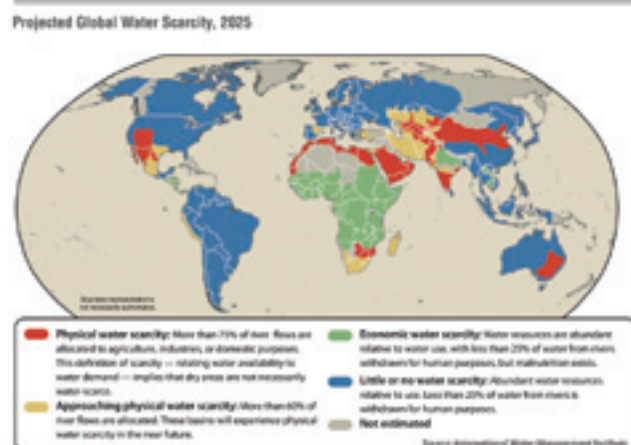 Projected Global Water Scarcity, 2025
Physical water scarcity: More than 75% of river flows are
allocated to agriculture, industries, or domestic purposes.
This definition of scarcity — relating water availability to
water demand — implies that dry areas are not necessarily
water-scarce.
Approaching physical water scarcity: More than 60% of
river flows are allocated. These basins will experience physical
water scarcity in the near future.
Economic water scarcity: Water resources are abundant
relative to water use, with less than 25% of water from rivers
withdrawn for human purposes, but malnutrition exists.
Little or no water scarcity: Abundant water resources
relative to use. Less than 25% of water from rivers is
withdrawn for human purposes.
Not estimated
Source: International Water Management Institute